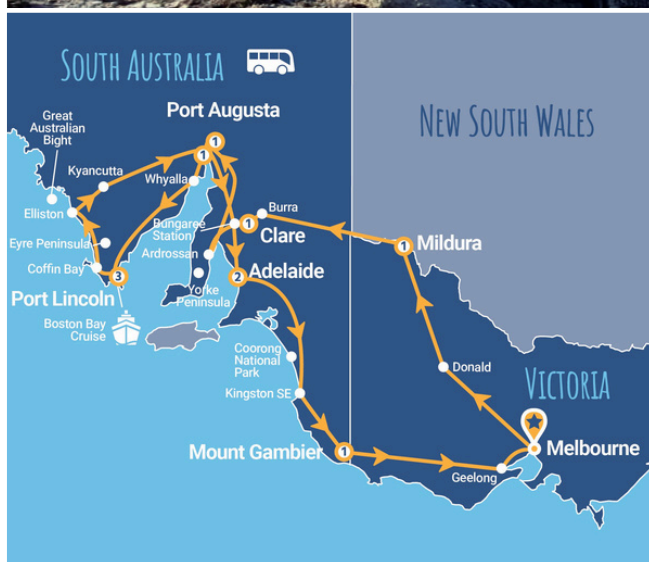 SOUTH AUSTRALIA
NEW SOUTH WALES
Port Augusta
1
1
Great
Australian
Bight
Kyancutta
Whyalla
Elliston
Burra
Bungaree
Station
1
Clare
1
Mildura
Eyre Peninsula
Ardrossan
Coffin Bay
3
2
Adelaide
Port Lincoln
Yorke
Peninsula
Boston Bay
Cruise
Coorong
National
Park
Donald
VICTORIA
Kingston SE
Mount Gambier
1
Melbourne
Geelong